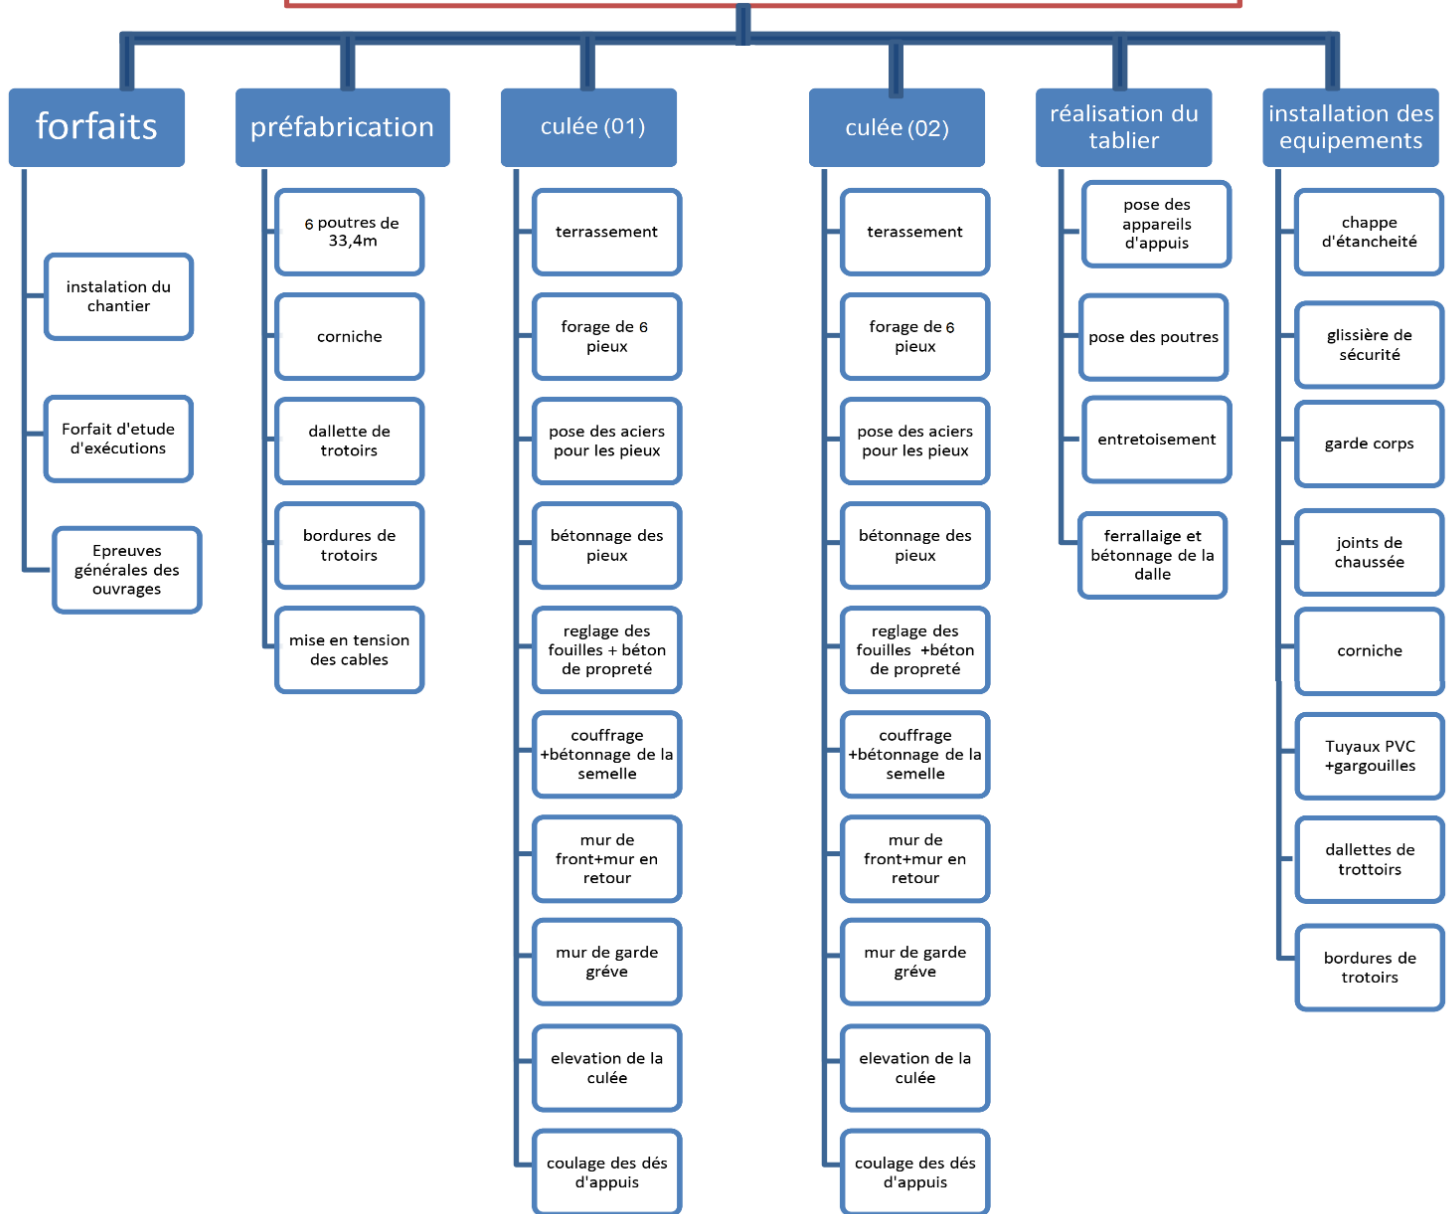 forfaits
instalation du
chantier
Forfait d'etude
d'exécutions
Epreuves
générales des
ouvrages
préfabrication
6 poutres de
33,4m
corniche
dallette de
trotoirs
bordures de
trotoirs
mise en tension
des cables
culée (01)
terrassement
forage de 6
pieux
pose des aciers
pour les pieux
bétonnage des
pieux
reglage des
fouilles + béton
de propreté
couffrage
+bétonnage de la
semelle
mur de
front+mur en
retour
mur de garde
gréve
elevation de la
culée
coulage des dés
d'appuis
culée (02)
terassement
forage de 6
pieux
pose des aciers
pour les pieux
bétonnage des
pieux
reglage des
fouilles +béton
de propreté
couffrage
+bétonnage de la
semelle
mur de
front+mur en
retour
mur de garde
gréve
elevation de la
culée
coulage des dés
d'appuis
réalisation du
tablier
pose des
appareils
d'appuis
pose des poutres
entretoisement
ferrallaige et
bétonnage de la
dalle
installation des
equipements
chappe
d'étancheité
glissière de
sécurité
garde corps
joints de
chaussée
corniche
Tuyaux PVC
+gargouilles
dallettes de
trottoirs
bordures de
trotoirs